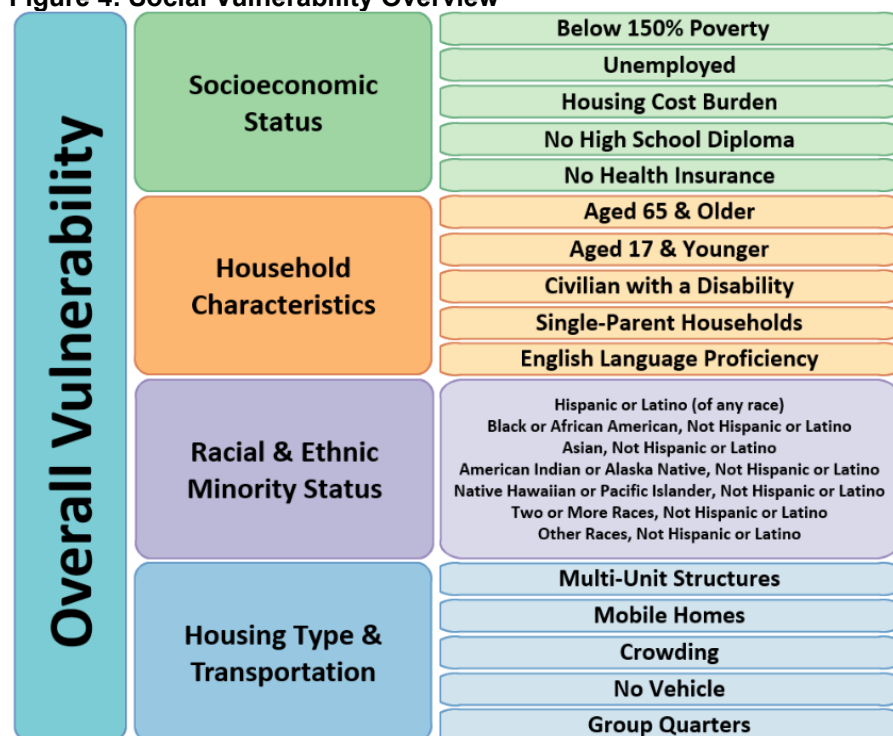 Figure 4: Social Vulnerability Overview
Overall Vulnerability
Socioeconomic
Status
Below 150% Poverty
Unemployed
Housing Cost Burden
No High School Diploma
No Health Insurance
Household
Characteristics
Aged 65 & Older
Aged 17 & Younger
Civilian with a Disability
Single-Parent Households
English Language Proficiency
Racial & Ethnic
Minority Status
Hispanic or Latino (of any race)
Black or African American, Not Hispanic or Latino
Asian, Not Hispanic or Latino
American Indian or Alaska Native, Not Hispanic or Latino
Native Hawaiian or Pacific Islander, Not Hispanic or Latino
Two or More Races, Not Hispanic or Latino
Other Races, Not Hispanic or Latino
Housing Type &
Transportation
Multi-Unit Structures
Mobile Homes
Crowding
No Vehicle
Group Quarters